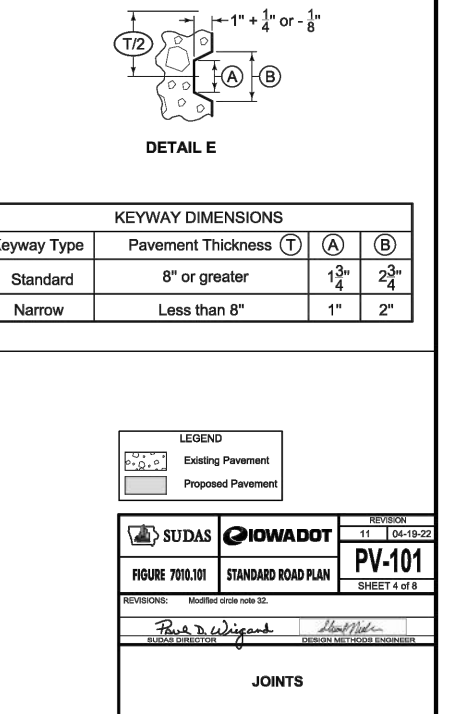 1" + 1/4" or - 1/8"
T/2
A
B
DETAIL E
KEYWAY DIMENSIONS
eyway Type Pavement Thickness T A B
Standard 8" or greater 1 3/4" 2 3/4"
Narrow Less than 8" 1" 2"
LEGEND
Existing Pavement
Proposed Pavement
SUDAS IOWADOT
REVISION
11 04-19-22
FIGURE 7010.101 STANDARD ROAD PLAN
PV-101
SHEET 4 of 8
REVISIONS: Modified circle note 32.
Paul D. Wiegand
SUDAS DIRECTOR DESIGN METHODS ENGINEER
JOINTS